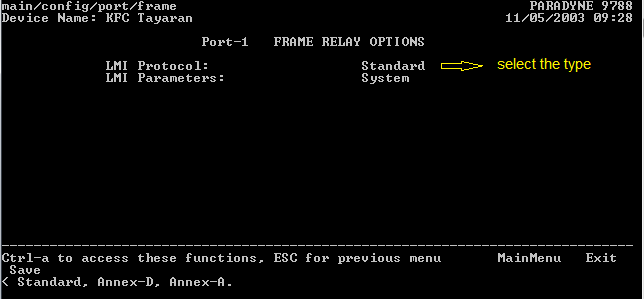 main/config/port/frame PARADYNE 9788
Device Name: KFC Tayaran 11/05/2003 09:28
Port-1 FRAME RELAY OPTIONS
LMI Protocol: Standard select the type
LMI Parameters: System
Ctrl-a to access these functions, ESC for previous menu MainMenu Exit
Save
< Standard, Annex-D, Annex-A.